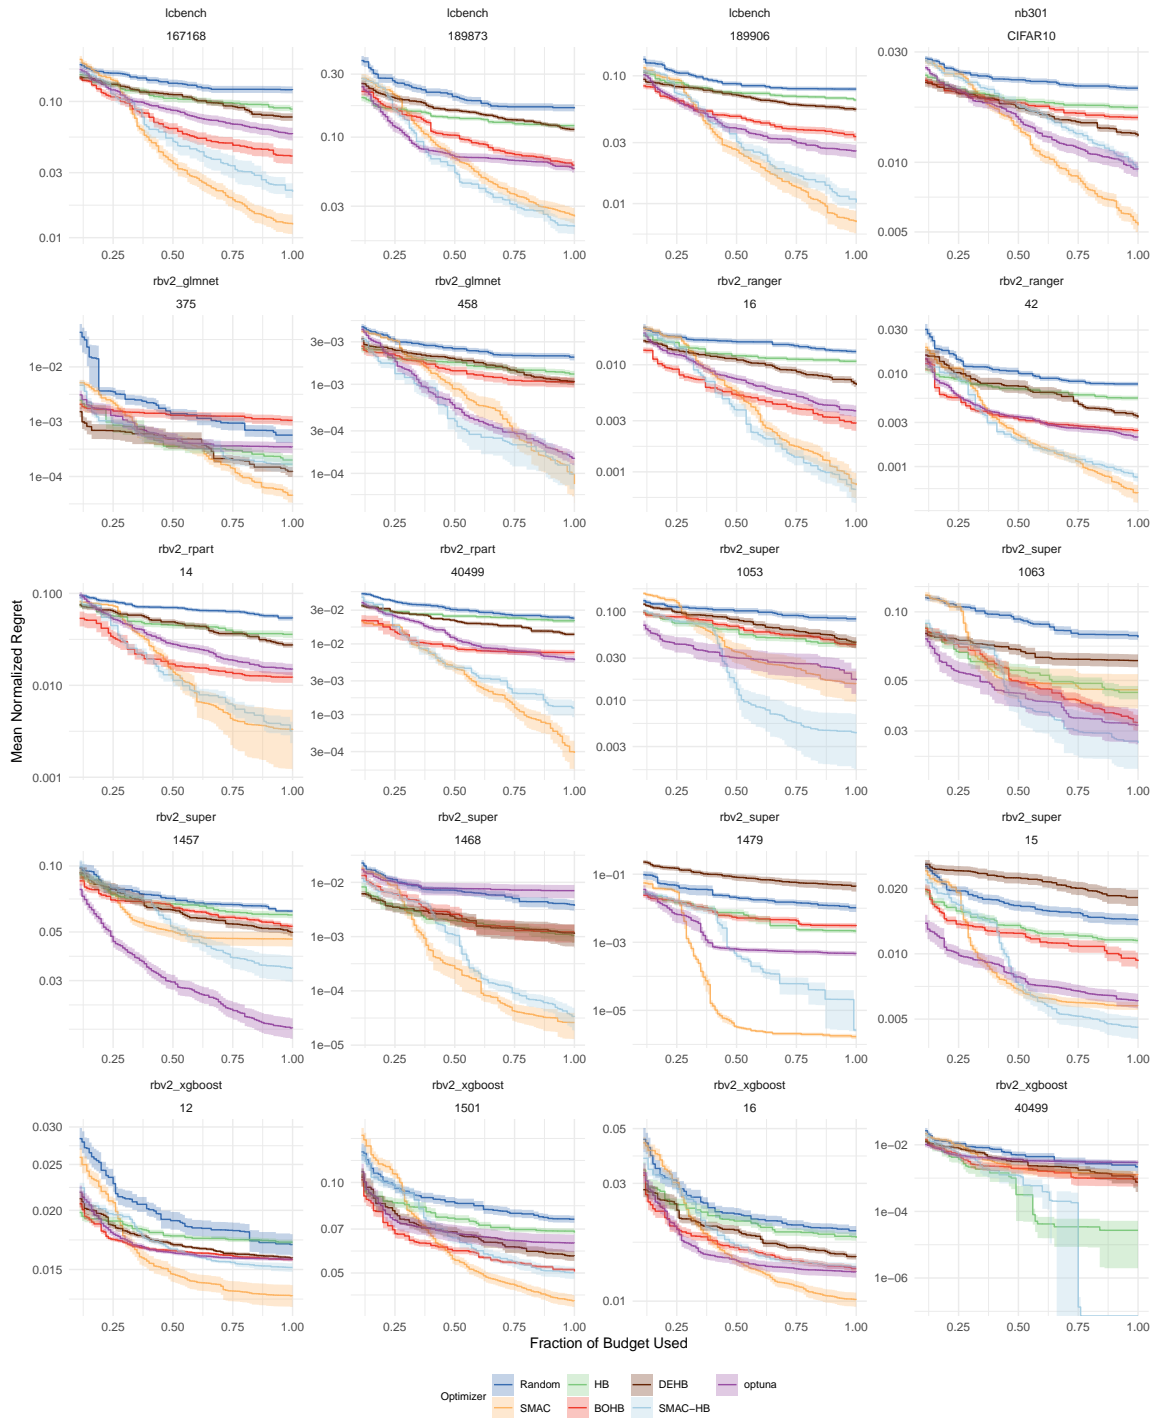 lcbench lcbench lcbench nb301
167168 189873 189906 CIFAR10
0.10 0.03 0.01
0.30 0.10 0.03
0.10 0.01
0.03 0.01 0.005
0.25 0.50 0.75 1.00 0.25 0.50 0.75 1.00 0.25 0.50 0.75 1.00 0.25 0.50 0.75 1.00
rbv2_glmnet rbv2_glmnet rbv2_ranger rbv2_ranger
375 458 16 42
1e−02 1e−03 1e−04
3e−03 1e−03 3e−04 1e−04
0.010 0.003 0.001
0.030 0.010 0.003 0.001
0.25 0.50 0.75 1.00 0.25 0.50 0.75 1.00 0.25 0.50 0.75 1.00 0.25 0.50 0.75 1.00
rbv2_rpart rbv2_rpart rbv2_super rbv2_super
14 40499 1053 1063
Mean Normalized Regret
0.100 0.010 0.001
3e−02 1e−02 3e−03 1e−03 3e−04
0.100 0.030 0.010 0.003
0.10 0.05 0.03
0.25 0.50 0.75 1.00 0.25 0.50 0.75 1.00 0.25 0.50 0.75 1.00 0.25 0.50 0.75 1.00
rbv2_super rbv2_super rbv2_super rbv2_super
1457 1468 1479 15
0.10 0.05 0.03
1e−02 1e−03 1e−04 1e−05
1e−01 1e−03 1e−05
0.020 0.010 0.005
0.25 0.50 0.75 1.00 0.25 0.50 0.75 1.00 0.25 0.50 0.75 1.00 0.25 0.50 0.75 1.00
rbv2_xgboost rbv2_xgboost rbv2_xgboost rbv2_xgboost
12 1501 16 40499
0.030 0.025 0.020 0.015
0.10 0.07 0.05
0.05 0.03 0.01
1e−02 1e−04 1e−06
0.25 0.50 0.75 1.00 0.25 0.50 0.75 1.00 0.25 0.50 0.75 1.00 0.25 0.50 0.75 1.00
Fraction of Budget Used
Optimizer
Random HB DEHB optuna
SMAC BOHB SMAC−HB